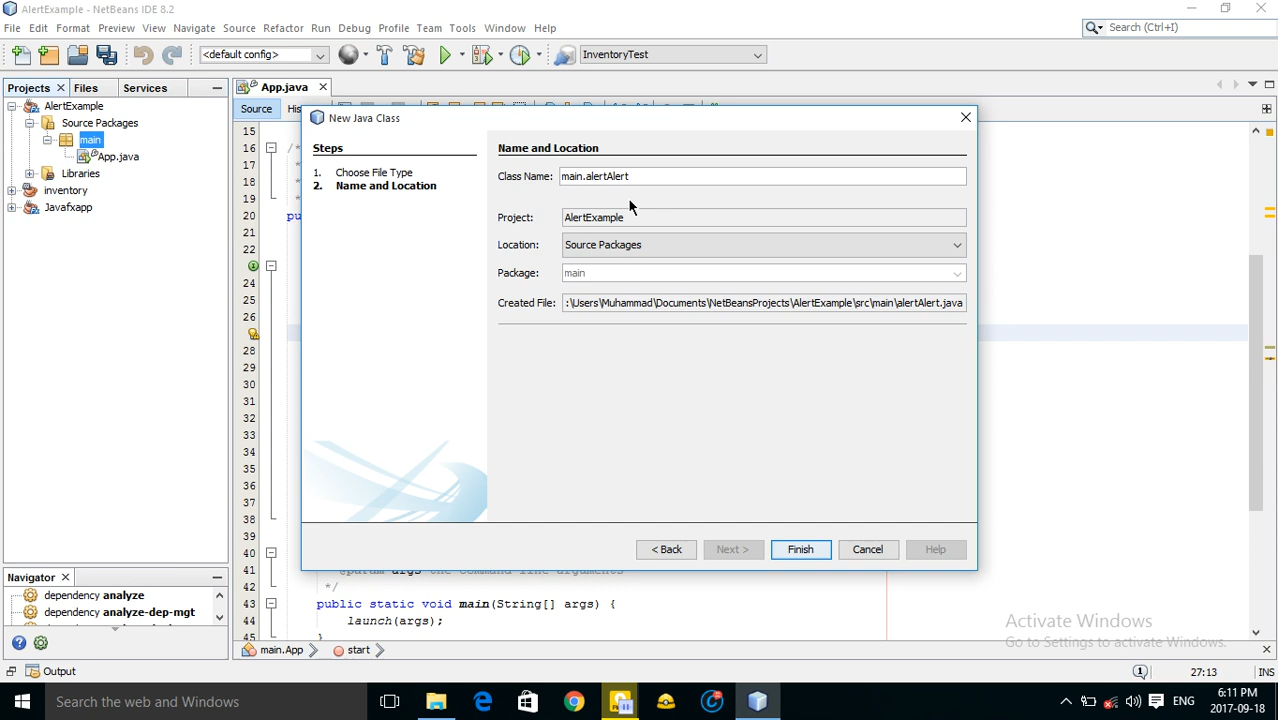 AlertExample - NetBeans IDE 8.2
File Edit Format Preview View Navigate Source Refactor Run Debug Profile Team Tools Window Help
Search (Ctrl+I)
<default config>
InventoryTest
Projects Files Services
App.java
AlertExample
Source Packages
main
App.java
Libraries
inventory
Javafxapp
Source
15
16
17
18
19
20
21
22
24
25
26
28
29
30
31
32
33
34
35
36
37
38
39
40
41
42
43
44
45
/*
pu
New Java Class
Steps
1. Choose File Type
2. Name and Location
Name and Location
Class Name: main.alertAlert
Project: AlertExample
Location: Source Packages
Package: main
Created File: :\Users\Muhammad\Documents\NetBeansProjects\AlertExample\src\main\alertAlert.java
< Back Next > Finish Cancel Help
@param args the command line arguments
*/
public static void main(String[] args) {
launch(args);
}
Navigator
dependency analyze
dependency analyze-dep-mgt
main.App start
Output
Activate Windows
Go to Settings to activate Windows.
27:13 INS
Search the web and Windows
ENG
6:11 PM
2017-09-18